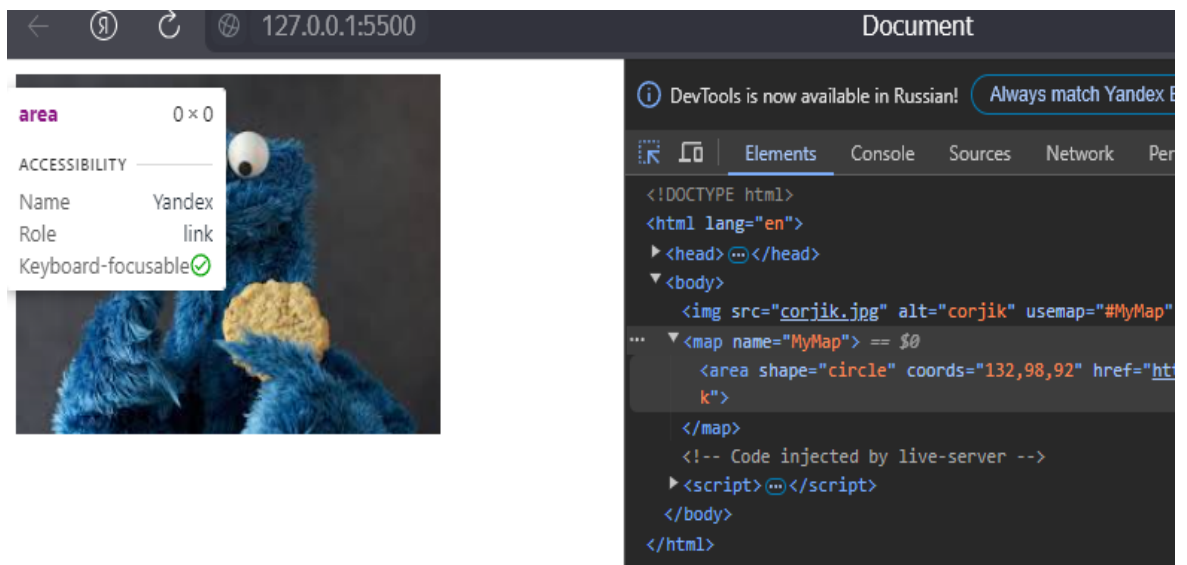 Я 127.0.0.1:5500 Document
area 0 × 0
ACCESSIBILITY
Name Yandex
Role link
Keyboard-focusable
DevTools is now available in Russian! Always match Yandex
Elements Console Sources Network Per
<!DOCTYPE html>
<html lang="en">
<head> ⋯ </head>
<body>
<img src="corjik.jpg" alt="corjik" usemap="#MyMap"
⋯ <map name="MyMap"> == $0
<area shape="circle" coords="132,98,92" href="htt
k">
</map>
<!-- Code injected by live-server -->
<script> ⋯ </script>
</body>
</html>